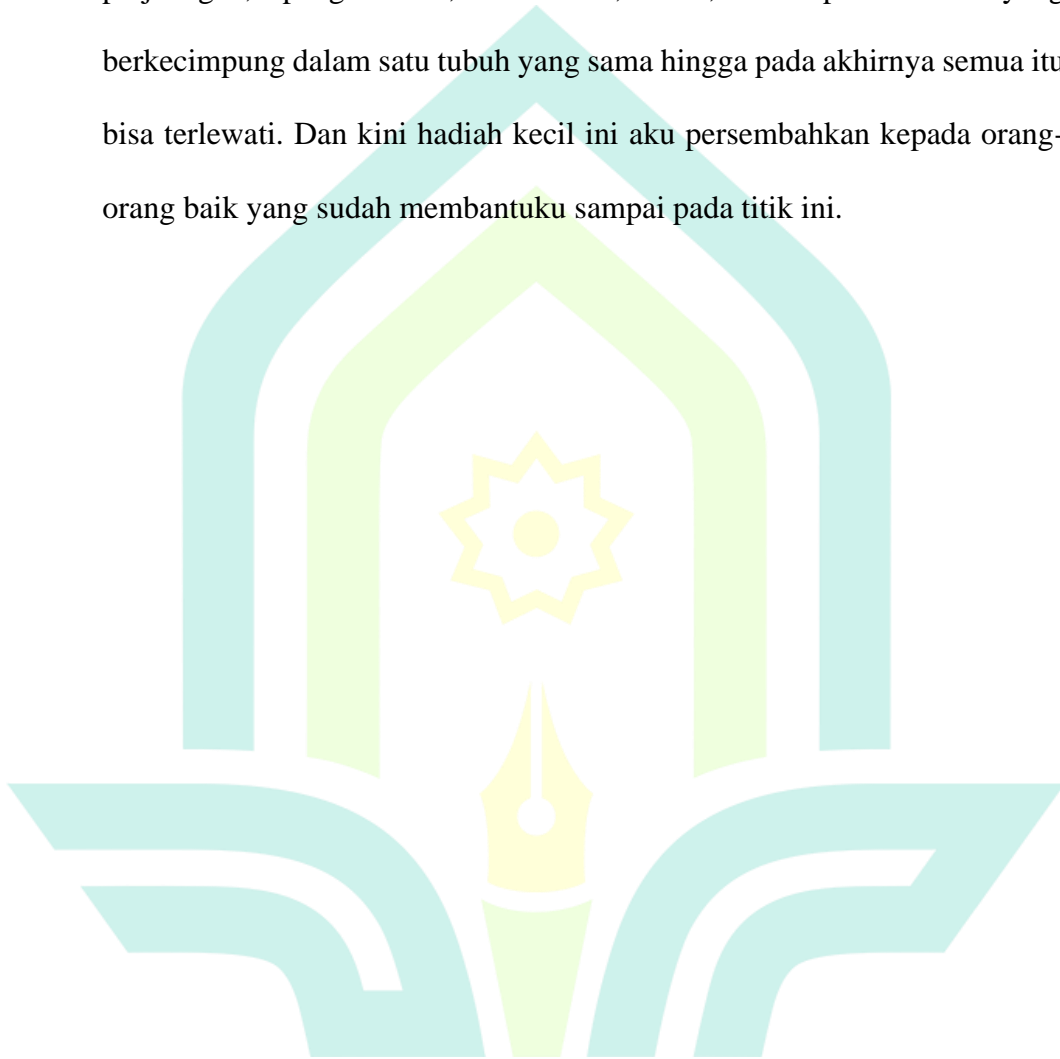 berkecimpung dalam satu tubuh yang sama hingga pada akhirnya semua itu
bisa terlewati. Dan kini hadiah kecil ini aku persembahkan kepada orang-
orang baik yang sudah membantuku sampai pada titik ini.